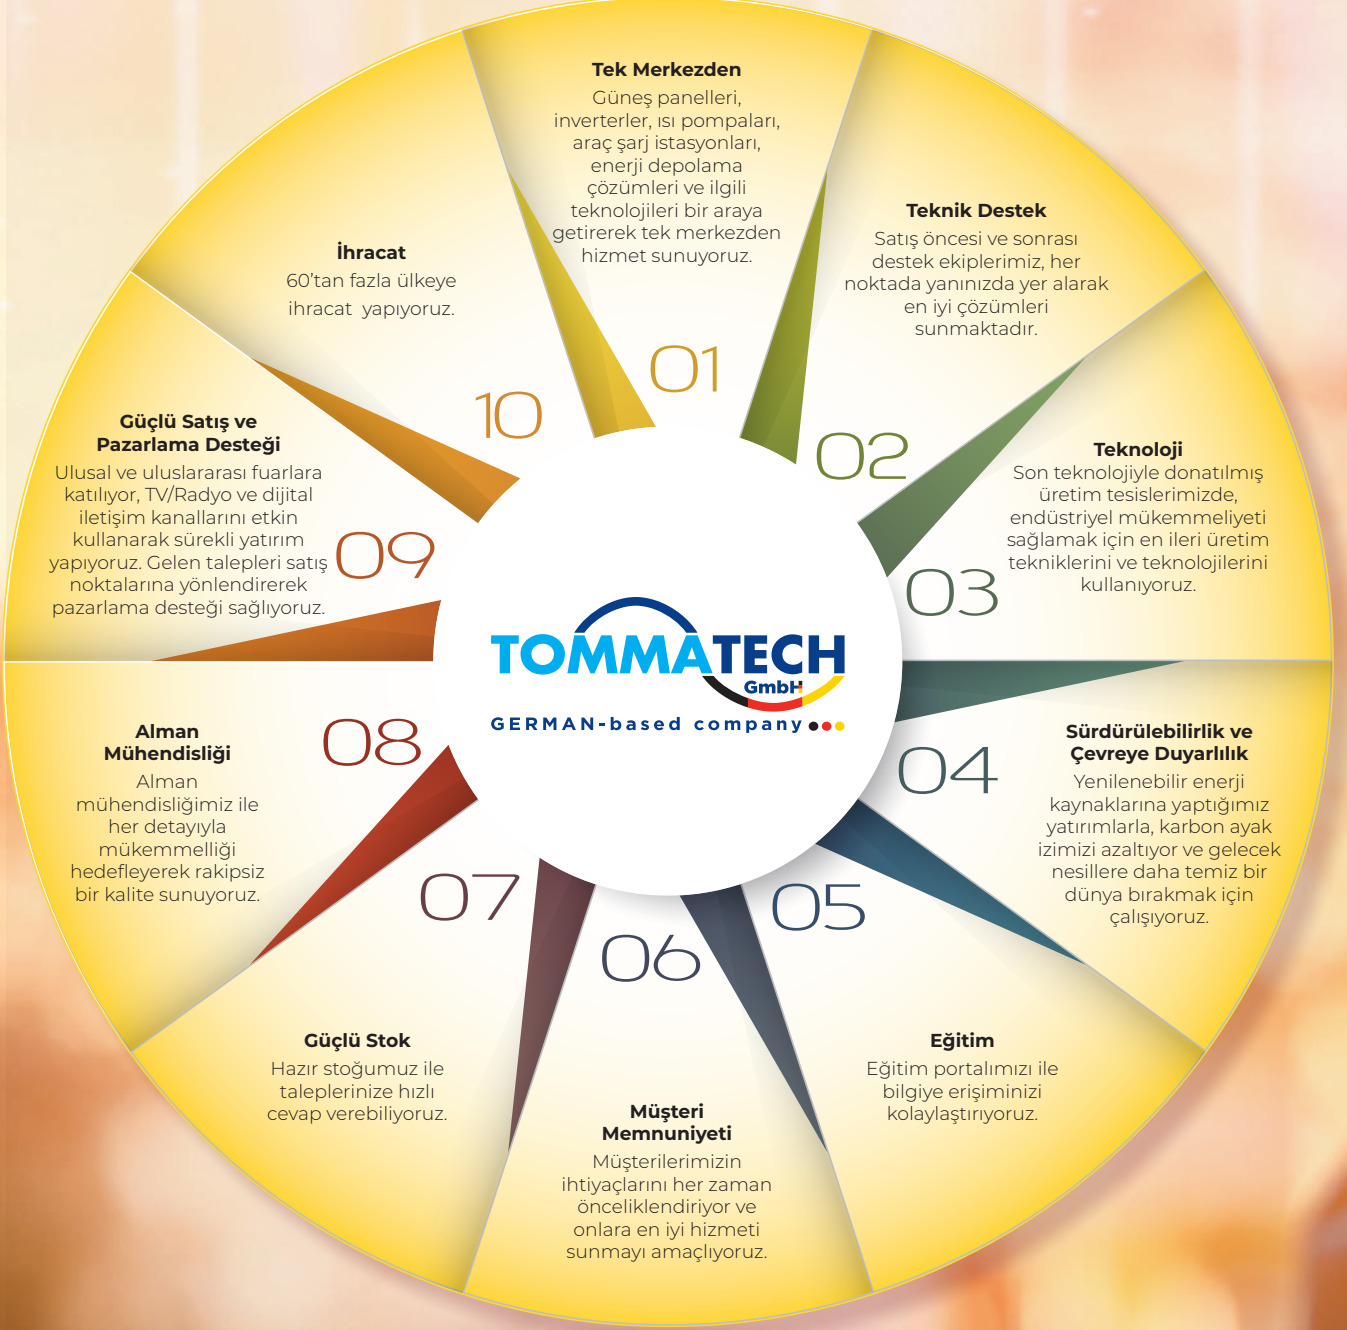 Tek Merkezden
Güneş panelleri,
inverterler, ısı pompaları,
araç şarj istasyonları,
enerji depolama
çözümleri ve ilgili
teknolojileri bir araya
getirerek tek merkezden
hizmet sunuyoruz.
01
Teknik Destek
Satış öncesi ve sonrası
destek ekiplerimiz, her
noktada yanınızda yer alarak
en iyi çözümleri
sunmaktadır.
02
Teknoloji
Son teknolojiyle donatılmış
üretim tesislerimizde,
endüstriyel mükemmeliyeti
sağlamak için en ileri üretim
tekniklerini ve teknolojilerini
kullanıyoruz.
03
Sürdürülebilirlik ve
Çevreye Duyarlılık
Yenilenebilir enerji
kaynaklarına yaptığımız
yatırımlarla, karbon ayak
izimizi azaltıyor ve gelecek
nesillere daha temiz bir
dünya bırakmak için
çalışıyoruz.
04
Eğitim
Eğitim portalımızı ile
bilgiye erişiminizi
kolaylaştırıyoruz.
05
Müşteri
Memnuniyeti
Müşterilerimizin
ihtiyaçlarını her zaman
önceliklendiriyor ve
onlara en iyi hizmeti
sunmayı amaçlıyoruz.
06
Güçlü Stok
Hazır stoğumuz ile
taleplerinize hızlı
cevap verebiliyoruz.
07
Alman
Mühendisliği
Alman
mühendisliğimiz ile
her detayıyla
mükemmelliği
hedefleyerek rakipsiz
bir kalite sunuyoruz.
08
Güçlü Satış ve
Pazarlama Desteği
Ulusal ve uluslararası fuarlara
katılıyor, TV/Radyo ve dijital
iletişim kanallarını etkin
kullanarak sürekli yatırım
yapıyoruz. Gelen talepleri satış
noktalarına yönlendirerek
pazarlama desteği sağlıyoruz.
09
İhracat
60'tan fazla ülkeye
ihracat yapıyoruz.
10
TOMMATECH
GmbH
GERMAN-based company